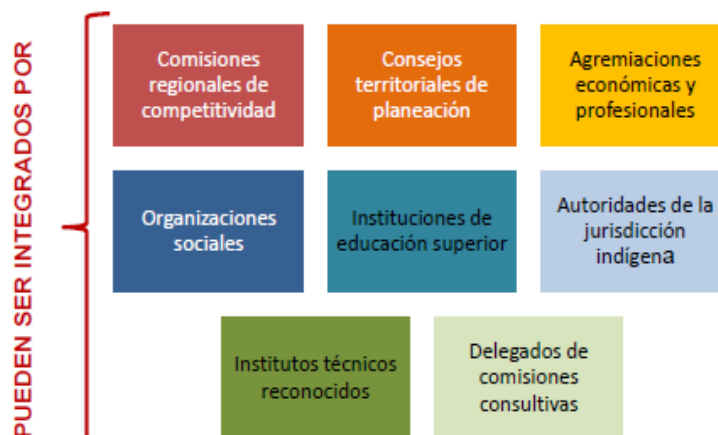 PUEDEN SER INTEGRADOS POR
Comisiones
regionales de
competitividad
Consejos
territoriales de
planeación
Agremiaciones
económicas y
profesionales
Organizaciones
sociales
Instituciones de
educación superior
Autoridades de la
jurisdicción
indígena
Institutos técnicos
reconocidos
Delegados de
comisiones
consultivas